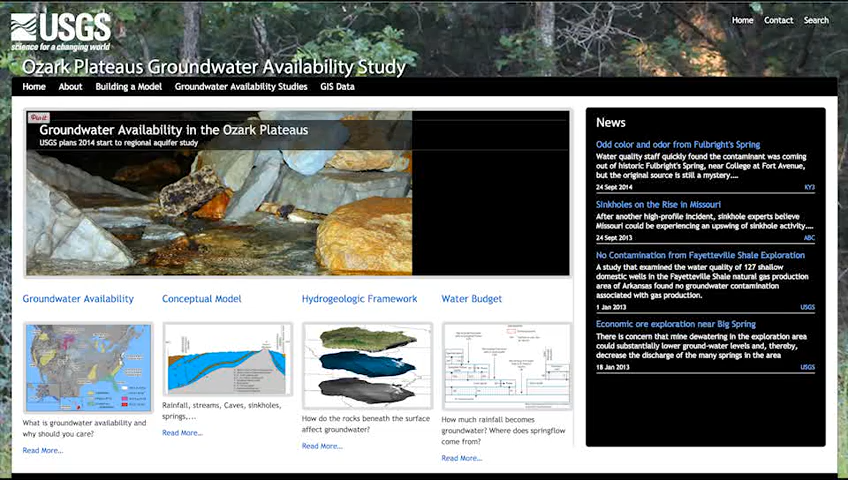 USGS
science for a changing world
Home Contact Search
Ozark Plateaus Groundwater Availability Study
Home About Building a Model Groundwater Availability Studies GIS Data
Pin it
Groundwater Availability in the Ozark Plateaus
USGS plans 2014 start to regional aquifer study
News
Odd color and odor from Fulbright's Spring
Water quality staff quickly found the contaminant was coming
out of historic Fulbright's Spring, near College at Fort Avenue,
but the original source is still a mystery....
24 Sept 2014 KY3
Sinkholes on the Rise in Missouri
After another high-profile incident, sinkhole experts believe
Missouri could be experiencing an upswing of sinkhole activity,...
24 Sept 2013 ABC
No Contamination from Fayetteville Shale Exploration
A study that examined the water quality of 127 shallow
domestic wells in the Fayetteville Shale natural gas production
area of Arkansas found no groundwater contamination
associated with gas production.
1 Jan 2013 USGS
Economic ore exploration near Big Spring
There is concern that mine dewatering in the exploration area
could substantially lower ground-water levels and, thereby,
decrease the discharge of the many springs in the area
18 Jan 2013 USGS
Groundwater Availability
What is groundwater availability and
why should you care?
Read More...
Conceptual Model
Rainfall, streams, Caves, sinkholes,
springs,...
Read More...
Hydrogeologic Framework
How do the rocks beneath the surface
affect groundwater?
Read More...
Water Budget
How much rainfall becomes
groundwater? Where does springflow
come from?
Read More...